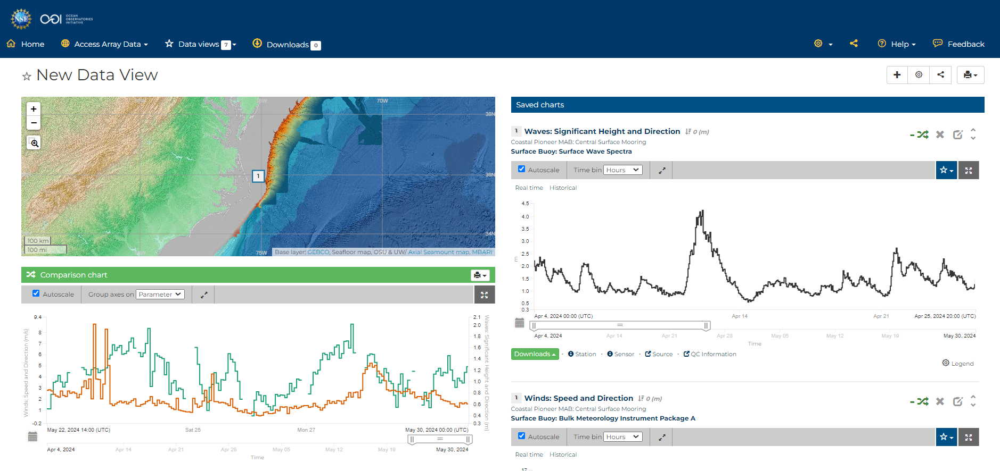 NSF OOI OCEAN OBSERVATORIES INITIATIVE
Home Access Array Data Data views 7 Downloads 0 Help Feedback
New Data View
75W 70W
38N
1
36N
34N
100 km
100 mi
75W
Base layer: GEBCO, Seafloor map, OSU & UW/ Axial Seamount map, MBARI
Comparison chart
Autoscale Group axes on Parameter
Winds: Speed and Direction (m/s)
9.4
8
7
6
5
4
3
2
1
-0.2
2.1
2.0
1.8
1.6
1.4
1.2
1.0
0.8
0.6
0.4
0.3
Waves: Significant Height and Direction (m)
May 22, 2024 14:00 (UTC) Sat 25 Mon 27 May 30, 2024 00:00 (UTC)
Apr 4, 2024 Apr 14 Apr 21 Apr 28 May 05 May 12 May 19 May 30, 2024
Time
Saved charts
1 Waves: Significant Height and Direction 0 (m)
Coastal Pioneer MAB: Central Surface Mooring
Surface Buoy: Surface Wave Spectra
Autoscale Time bin Hours
Real time Historical
4.5
4.0
3.5
3.0
2.5
2.0
1.5
1.0
0.5
0.3
m
Apr 4, 2024 00:00 (UTC) Apr 14 Apr 21 Apr 25, 2024 20:00 (UTC)
Apr 4, 2024 Apr 14 Apr 21 Apr 28 May 05 May 12 May 19 May 30, 2024
Time
Downloads · Station · Sensor · Source · QC Information
Legend
1 Winds: Speed and Direction 0 (m)
Coastal Pioneer MAB: Central Surface Mooring
Surface Buoy: Bulk Meteorology Instrument Package A
Autoscale Time bin Hours
Real time Historical
17